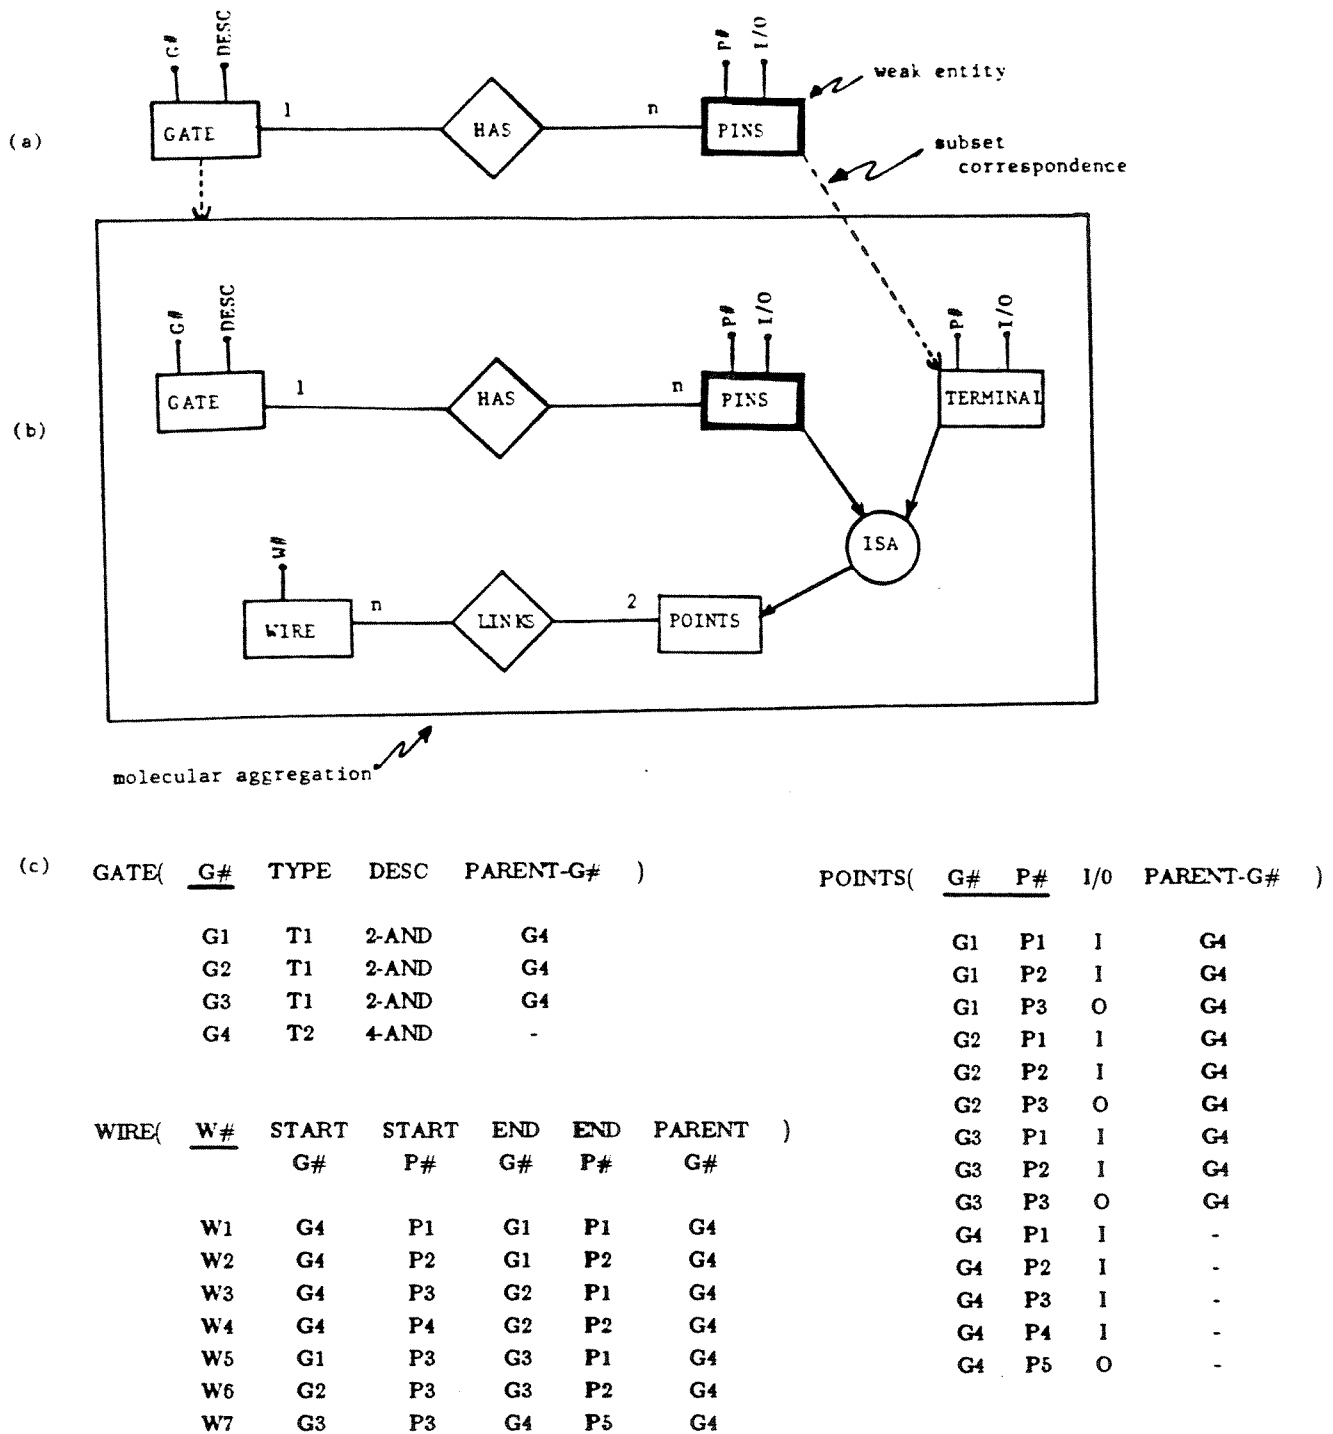 G# DESC P# I/O
weak entity
(a) GATE 1 HAS n PINS
subset
correspondence
G# DESC P# I/O P# I/O
(b) GATE 1 HAS n PINS TERMINAL
ISA
W#
WIRE n LINKS 2 POINTS
molecular aggregation
(c) GATE( G# TYPE DESC PARENT-G# )
G1 T1 2-AND G4
G2 T1 2-AND G4
G3 T1 2-AND G4
G4 T2 4-AND -
WIRE( W# START START END END PARENT )
G# P# G# P# G#
W1 G4 P1 G1 P1 G4
W2 G4 P2 G1 P2 G4
W3 G4 P3 G2 P1 G4
W4 G4 P4 G2 P2 G4
W5 G1 P3 G3 P1 G4
W6 G2 P3 G3 P2 G4
W7 G3 P3 G4 P5 G4
POINTS( G# P# I/0 PARENT-G# )
G1 P1 I G4
G1 P2 I G4
G1 P3 O G4
G2 P1 I G4
G2 P2 I G4
G2 P3 O G4
G3 P1 I G4
G3 P2 I G4
G3 P3 O G4
G4 P1 I -
G4 P2 I -
G4 P3 I -
G4 P4 I -
G4 P5 O -